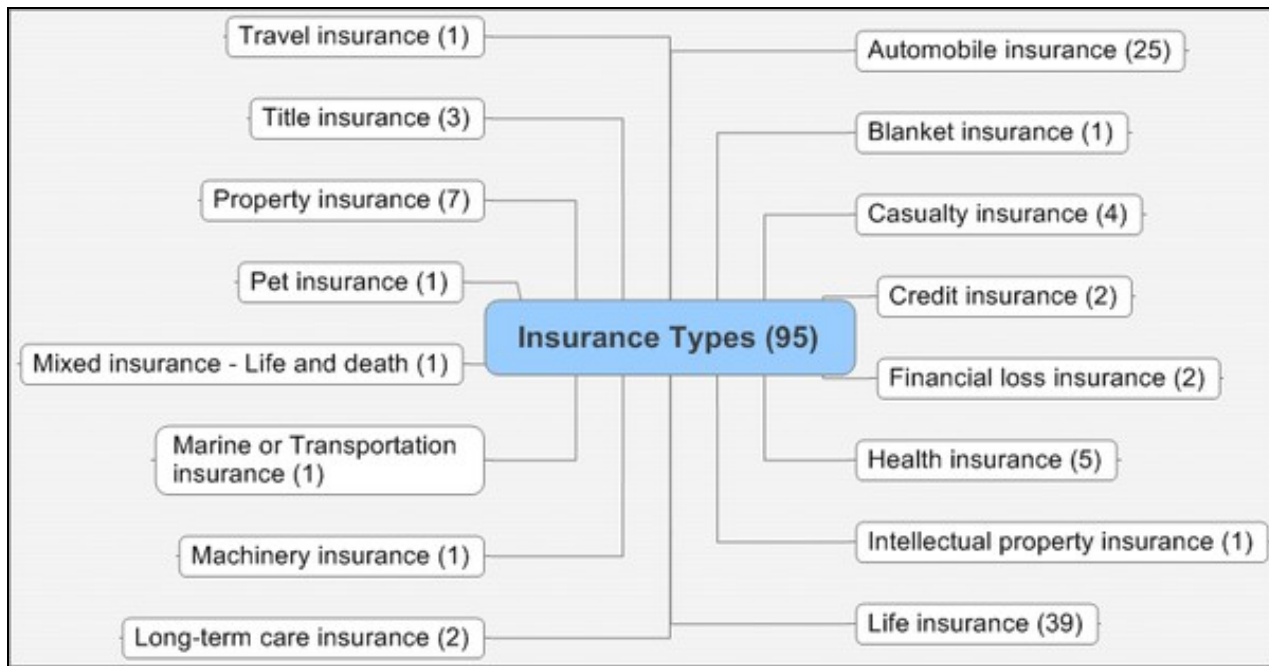 Travel insurance (1)
Title insurance (3)
Property insurance (7)
Pet insurance (1)
Mixed insurance - Life and death (1)
Marine or Transportation
insurance (1)
Machinery insurance (1)
Long-term care insurance (2)
Insurance Types (95)
Automobile insurance (25)
Blanket insurance (1)
Casualty insurance (4)
Credit insurance (2)
Financial loss insurance (2)
Health insurance (5)
Intellectual property insurance (1)
Life insurance (39)